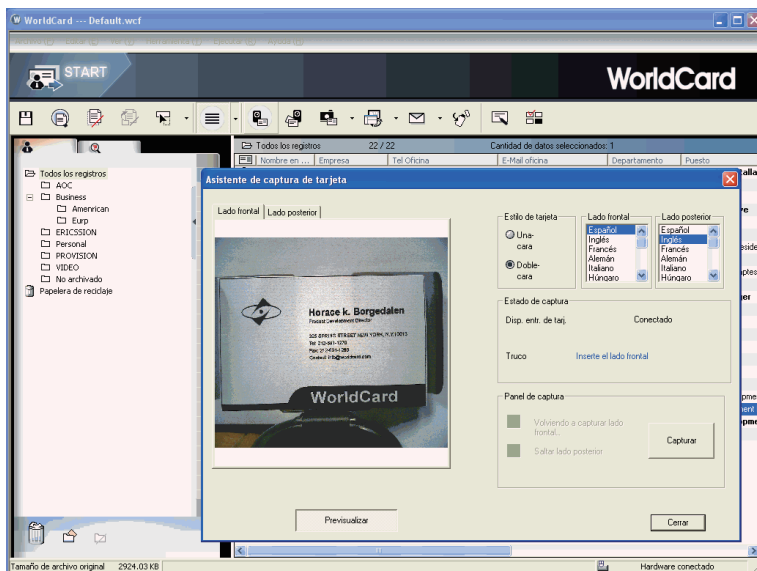 WorldCard --- Default.wcf
START
WorldCard
Todos los registros 22 / 22 Cantidad de datos seleccionados: 1
Nombre en ... Empresa Tel Oficina E-Mail oficina Departamento Puesto
Todos los registros
AOC
Business
Amenrican
Eurp
ERICSSION
Personal
PROVISION
VIDEO
No archivado
Papelera de reciclaje
Asistente de captura de tarjeta
Lado frontal Lado posterior
Horace k. Borgedalen
WorldCard
Previsualizar
Estilo de tarjeta
Una-
cara
Doble-
cara
Lado frontal
Español
Inglés
Francés
Alemán
Italiano
Húngaro
Lado posterior
Español
Inglés
Francés
Alemán
Italiano
Húngaro
Estado de captura
Disp. entr. de tarj. Conectado
Truco Inserte el lado frontal
Panel de captura
Volviendo a capturar lado
frontal...
Saltar lado posterior
Capturar
Cerrar
Tamaño de archivo original 2924.03 KB Hardware conectado